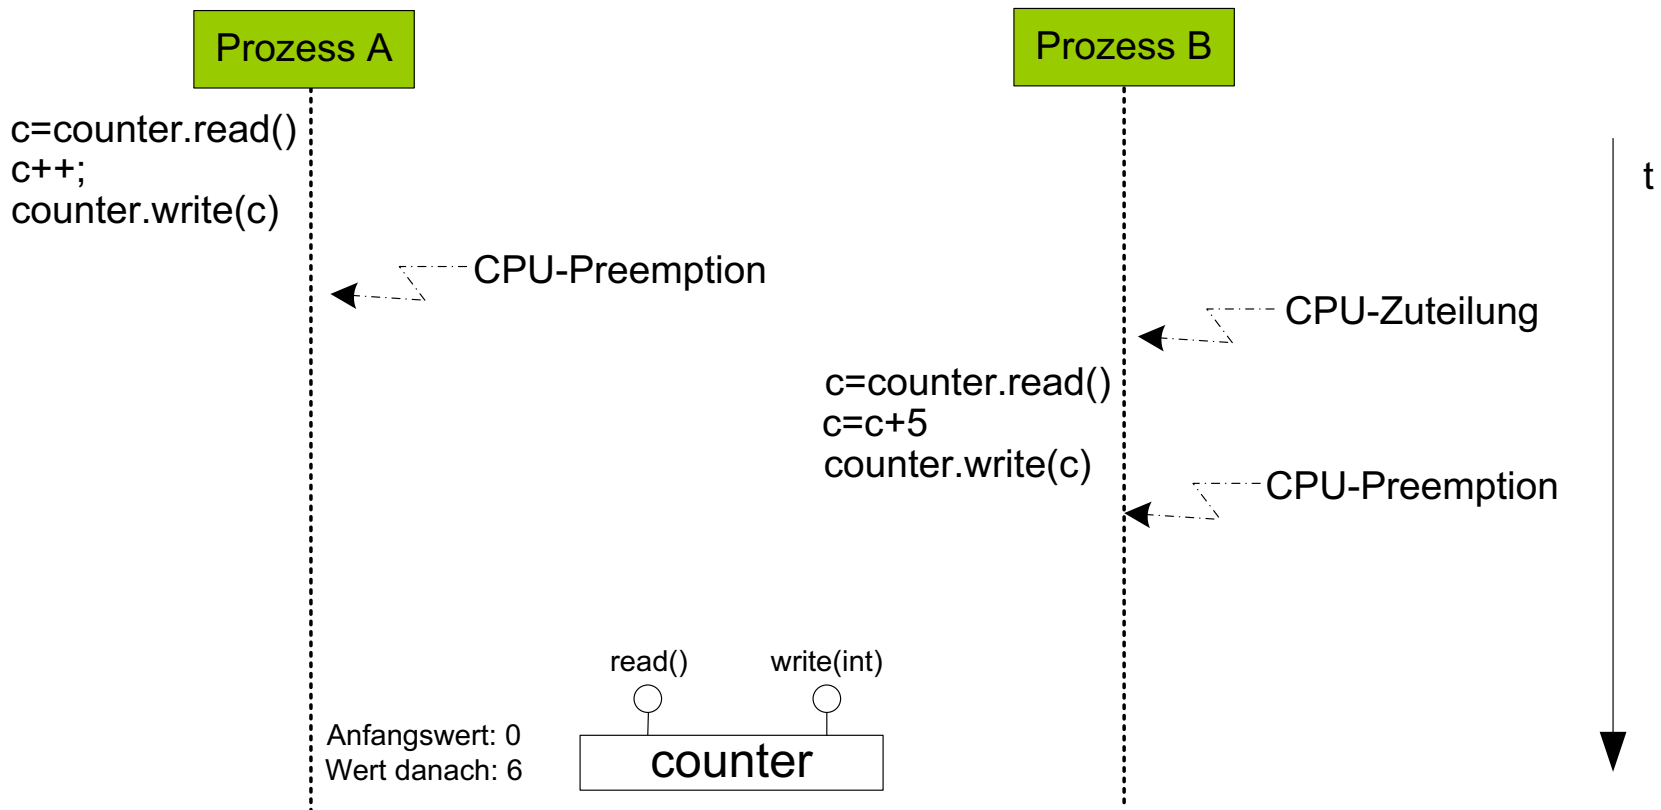 Prozess A
Prozess B
c=counter.read()
c++;
counter.write(c)
t
CPU-Preemption
CPU-Zuteilung
c=counter.read()
c=c+5
counter.write(c)
CPU-Preemption
read()
write(int)
Anfangswert: 0
Wert danach: 6
counter